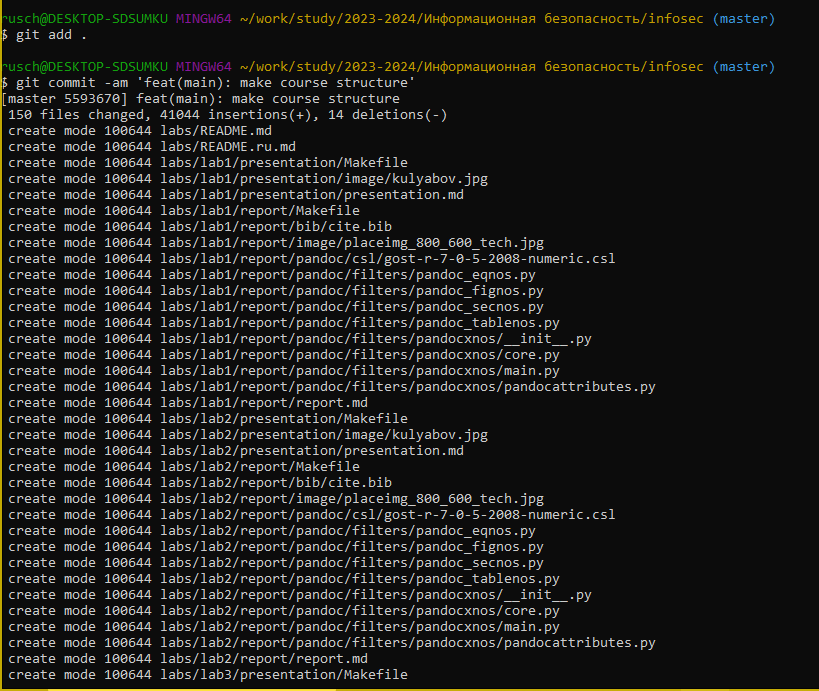 rusch@DESKTOP-SDSUMKU MINGW64 ~/work/study/2023-2024/Информационная безопасность/infosec (master)
$ git add .
rusch@DESKTOP-SDSUMKU MINGW64 ~/work/study/2023-2024/Информационная безопасность/infosec (master)
$ git commit -am 'feat(main): make course structure'
[master 5593670] feat(main): make course structure
150 files changed, 41044 insertions(+), 14 deletions(-)
create mode 100644 labs/README.md
create mode 100644 labs/README.ru.md
create mode 100644 labs/lab1/presentation/Makefile
create mode 100644 labs/lab1/presentation/image/kulyabov.jpg
create mode 100644 labs/lab1/presentation/presentation.md
create mode 100644 labs/lab1/report/Makefile
create mode 100644 labs/lab1/report/bib/cite.bib
create mode 100644 labs/lab1/report/image/placeimg_800_600_tech.jpg
create mode 100644 labs/lab1/report/pandoc/csl/gost-r-7-0-5-2008-numeric.csl
create mode 100644 labs/lab1/report/pandoc/filters/pandoc_eqnos.py
create mode 100644 labs/lab1/report/pandoc/filters/pandoc_fignos.py
create mode 100644 labs/lab1/report/pandoc/filters/pandoc_secnos.py
create mode 100644 labs/lab1/report/pandoc/filters/pandoc_tablenos.py
create mode 100644 labs/lab1/report/pandoc/filters/pandocxnos/__init__.py
create mode 100644 labs/lab1/report/pandoc/filters/pandocxnos/core.py
create mode 100644 labs/lab1/report/pandoc/filters/pandocxnos/main.py
create mode 100644 labs/lab1/report/pandoc/filters/pandocxnos/pandocattributes.py
create mode 100644 labs/lab1/report/report.md
create mode 100644 labs/lab2/presentation/Makefile
create mode 100644 labs/lab2/presentation/image/kulyabov.jpg
create mode 100644 labs/lab2/presentation/presentation.md
create mode 100644 labs/lab2/report/Makefile
create mode 100644 labs/lab2/report/bib/cite.bib
create mode 100644 labs/lab2/report/image/placeimg_800_600_tech.jpg
create mode 100644 labs/lab2/report/pandoc/csl/gost-r-7-0-5-2008-numeric.csl
create mode 100644 labs/lab2/report/pandoc/filters/pandoc_eqnos.py
create mode 100644 labs/lab2/report/pandoc/filters/pandoc_fignos.py
create mode 100644 labs/lab2/report/pandoc/filters/pandoc_secnos.py
create mode 100644 labs/lab2/report/pandoc/filters/pandoc_tablenos.py
create mode 100644 labs/lab2/report/pandoc/filters/pandocxnos/__init__.py
create mode 100644 labs/lab2/report/pandoc/filters/pandocxnos/core.py
create mode 100644 labs/lab2/report/pandoc/filters/pandocxnos/main.py
create mode 100644 labs/lab2/report/pandoc/filters/pandocxnos/pandocattributes.py
create mode 100644 labs/lab2/report/report.md
create mode 100644 labs/lab3/presentation/Makefile